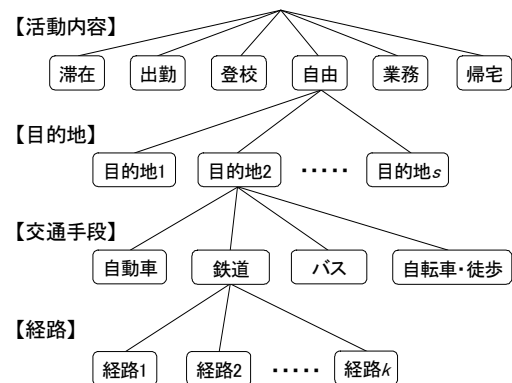 【活動内容】
滞在 出勤 登校 自由 業務 帰宅
【目的地】
目的地1 目的地2 ・・・・・ 目的地s
【交通手段】
自動車 鉄道 バス 自転車・徒歩
【経路】
経路1 経路2 ・・・・・ 経路k